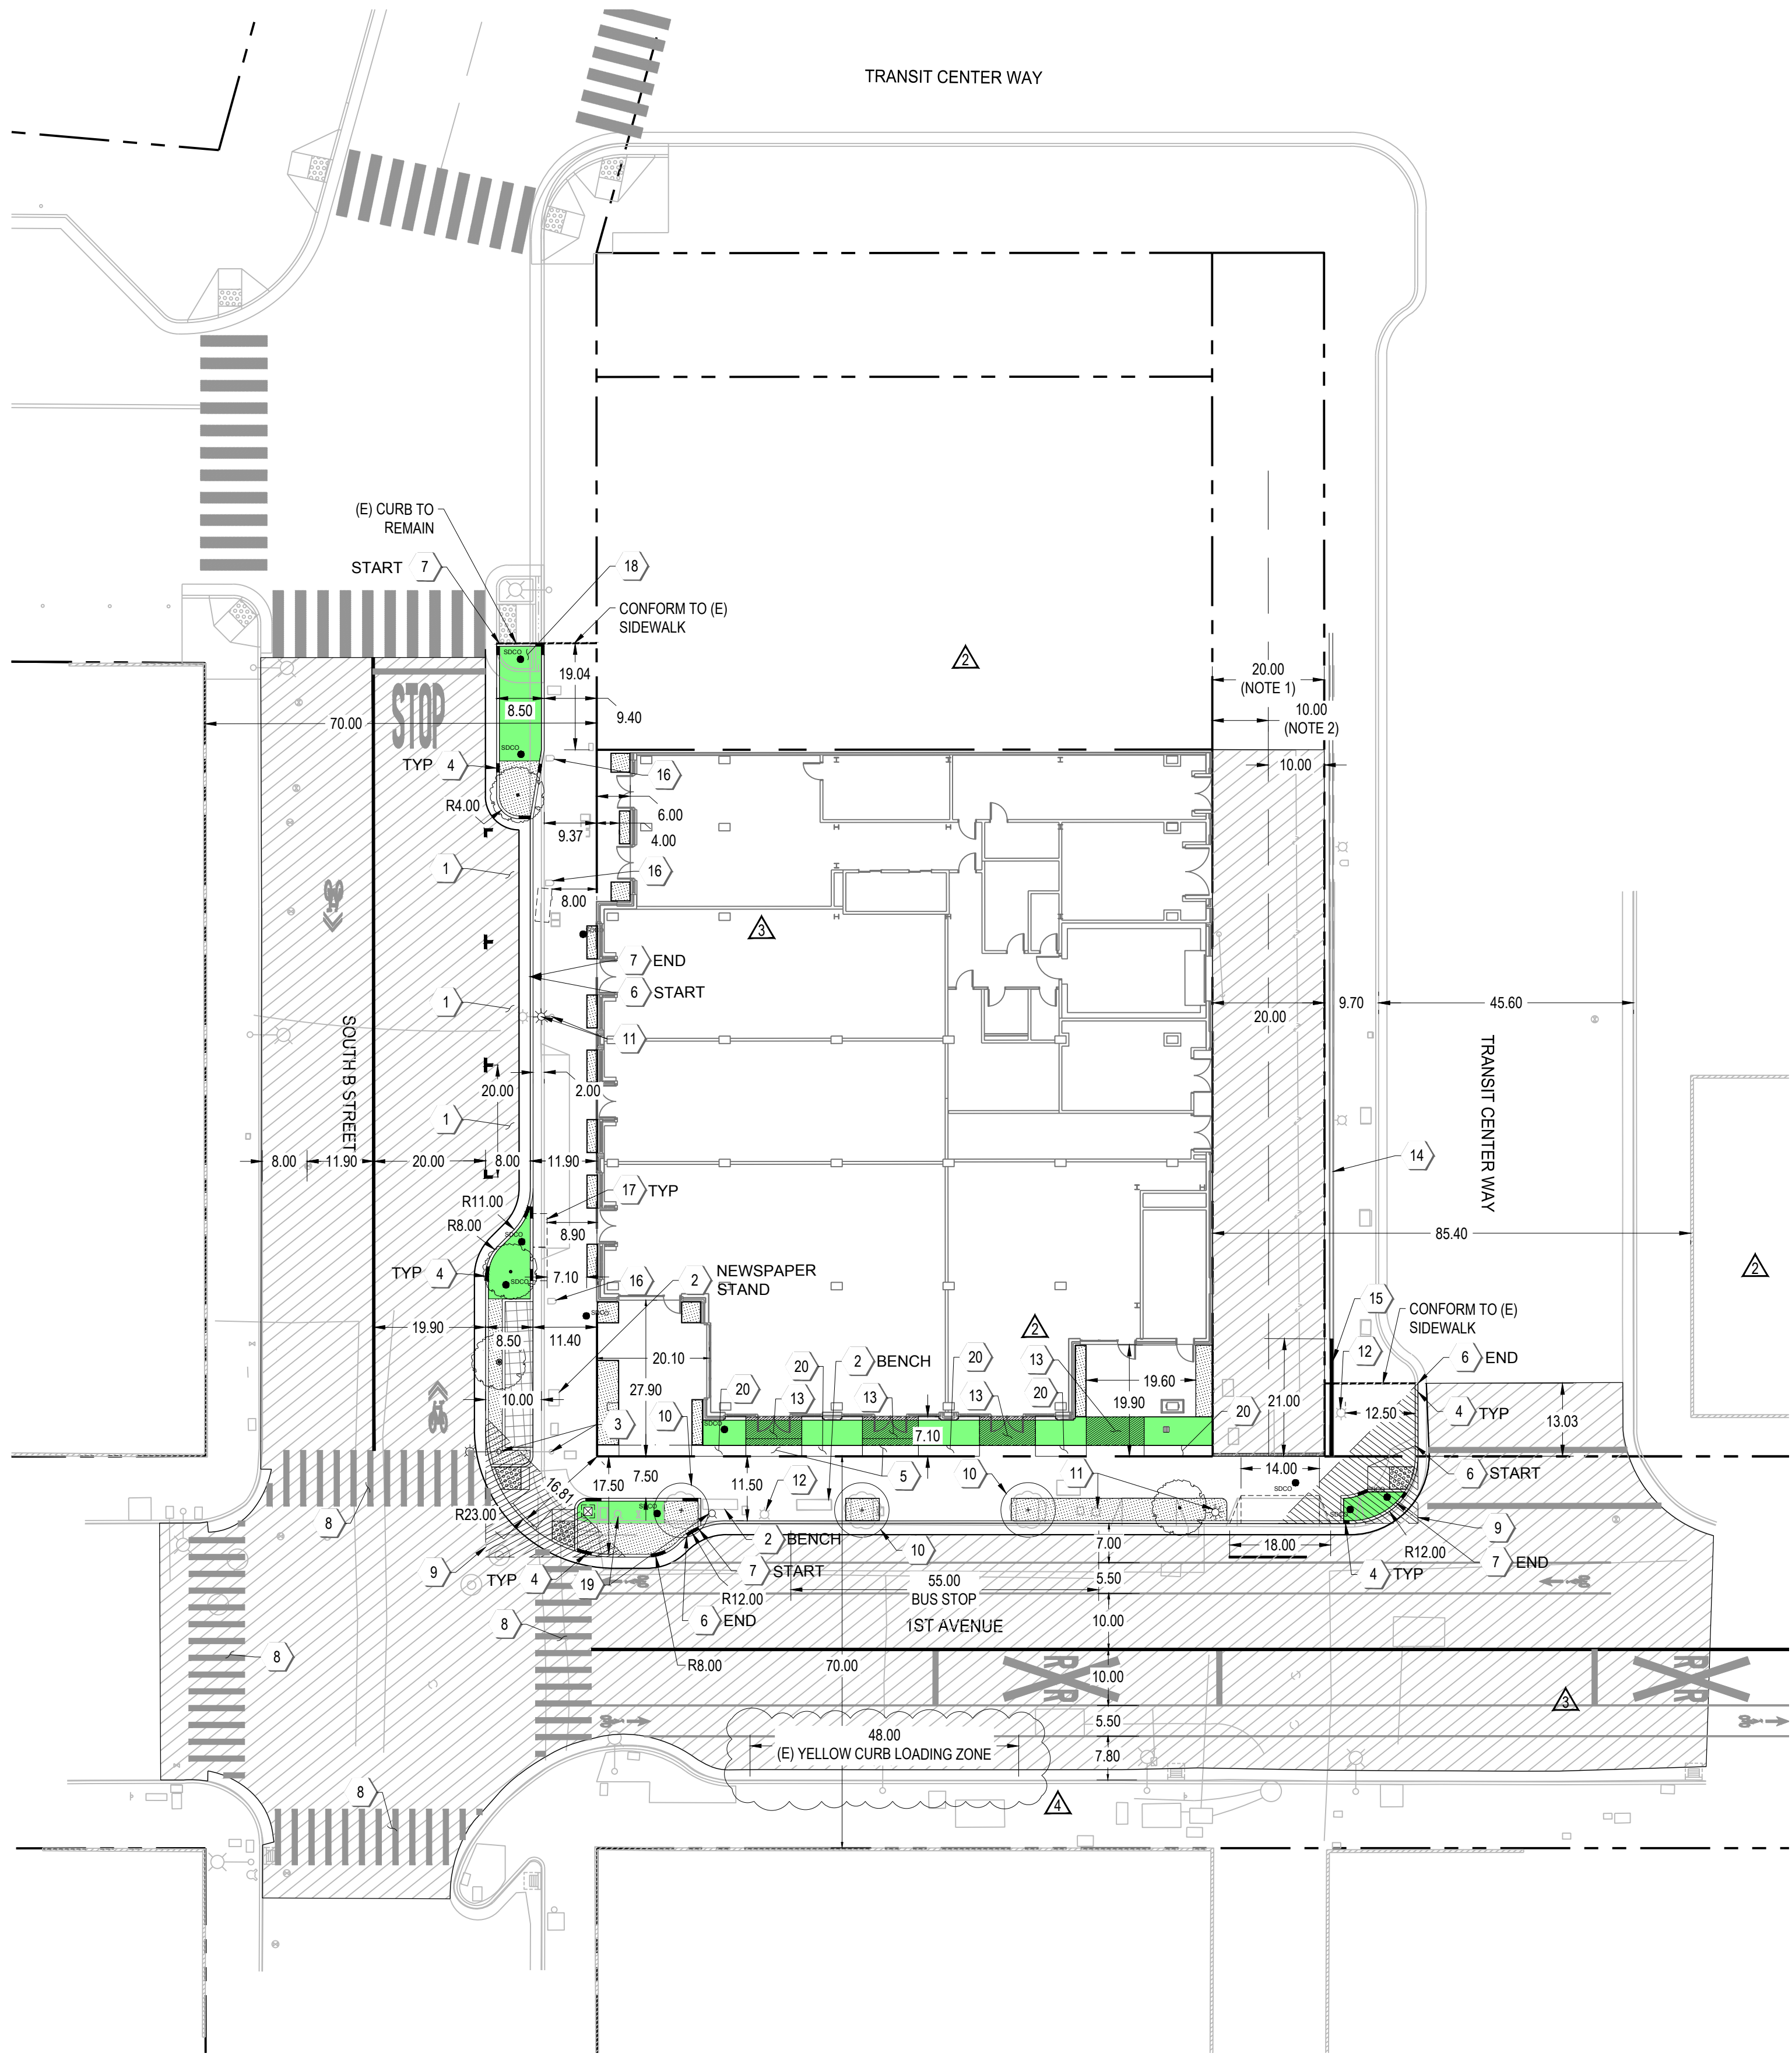 TRANSIT CENTER WAY
(E) CURB TO
REMAIN
START 7
18
CONFORM TO (E)
SIDEWALK
2
SDCO
19.04
20.00
(NOTE 1)
8.50
9.40
10.00
(NOTE 2)
70.00
STOP
SDCO
TYP 4
16
10.00
R4.00
6.00
9.37
4.00
1
16
8.00
3
7 END
6 START
1
9.70
45.60
20.00
11
SOUTH B STREET
TRANSIT CENTER WAY
20.00
2.00
1
14
8.00
11.90
20.00
8.00
11.90
17 TYP
R11.00
R8.00
8.90
85.40
SDCO
TYP 4
7.10
16
2
NEWSPAPER
STAND
2
SDCO
15
CONFORM TO (E)
SIDEWALK
SDCO
19.90
8.50
11.40
2
12
6 END
20.10
20
2 BENCH
20
13
19.60
27.90
20
13
13
13
20
19.90
21.00
12.50
4 TYP
13.03
10.00
3
10
SDCO
7.10
20
16.81
17.50
7.50
11.50
12
5
10
11
14.00
6 START
SDCO
R23.00
SDCO
SDCO
8
9
2 BENCH
10
7.00
18.00
R12.00
9
TYP 4
19
7 START
4 TYP
7 END
R12.00
55.00
BUS STOP
5.50
6 END
8
1ST AVENUE
10.00
8
R8.00
70.00
10.00
R R
R R
3
5.50
48.00
(E) YELLOW CURB LOADING ZONE
7.80
8
4